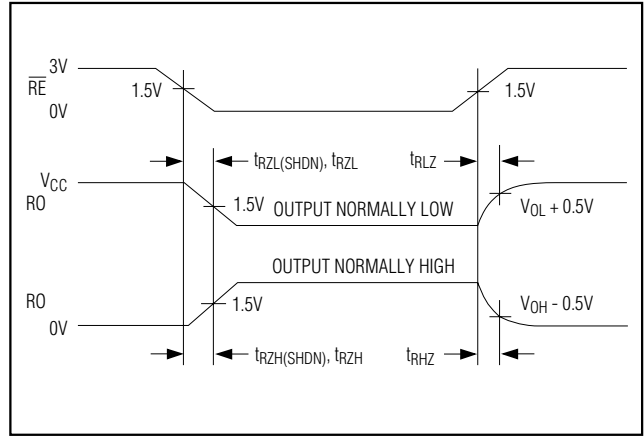 3V
RE
0V
1.5V
1.5V
tRZL(SHDN), tRZL
tRLZ
VCC
RO
1.5V
OUTPUT NORMALLY LOW
VOL + 0.5V
OUTPUT NORMALLY HIGH
RO
0V
1.5V
VOH - 0.5V
tRZH(SHDN), tRZH
tRHZ